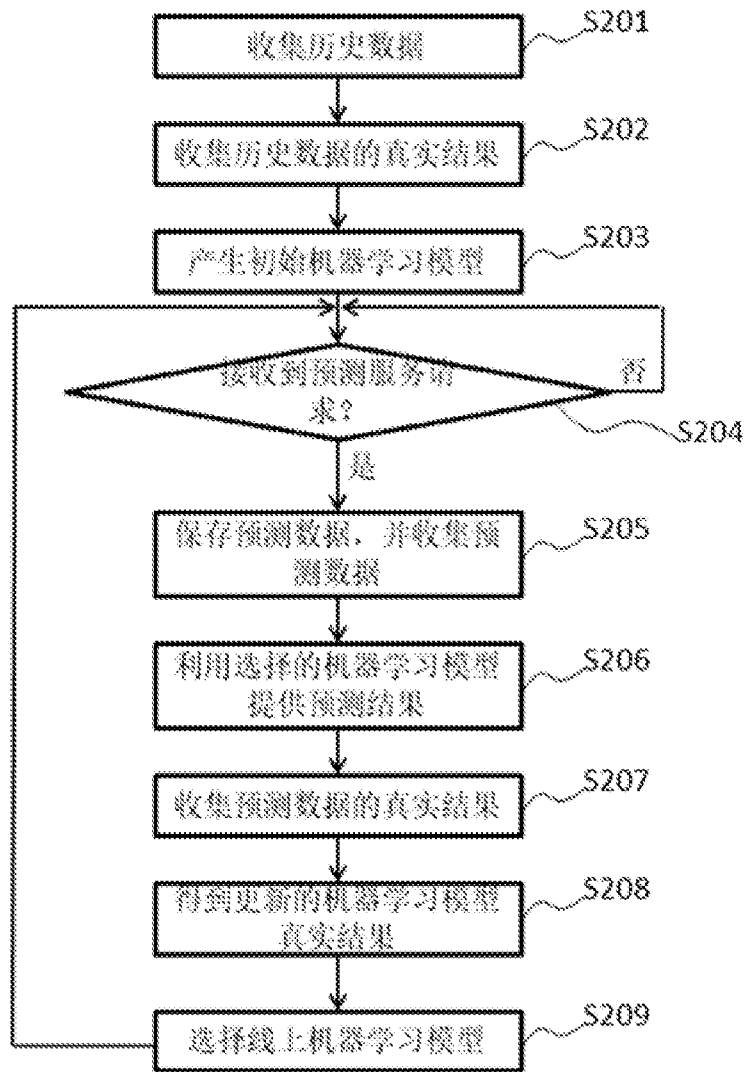 收集历史数据
S201
收集历史数据的真实结果
S202
产生初始机器学习模型
S203
接收到预测服务请
求?
否
S204
是
保存预测数据，并收集预
测数据
S205
利用选择的机器学习模型
提供预测结果
S206
收集预测数据的真实结果
S207
得到更新的机器学习模型
真实结果
S208
选择线上机器学习模型
S209